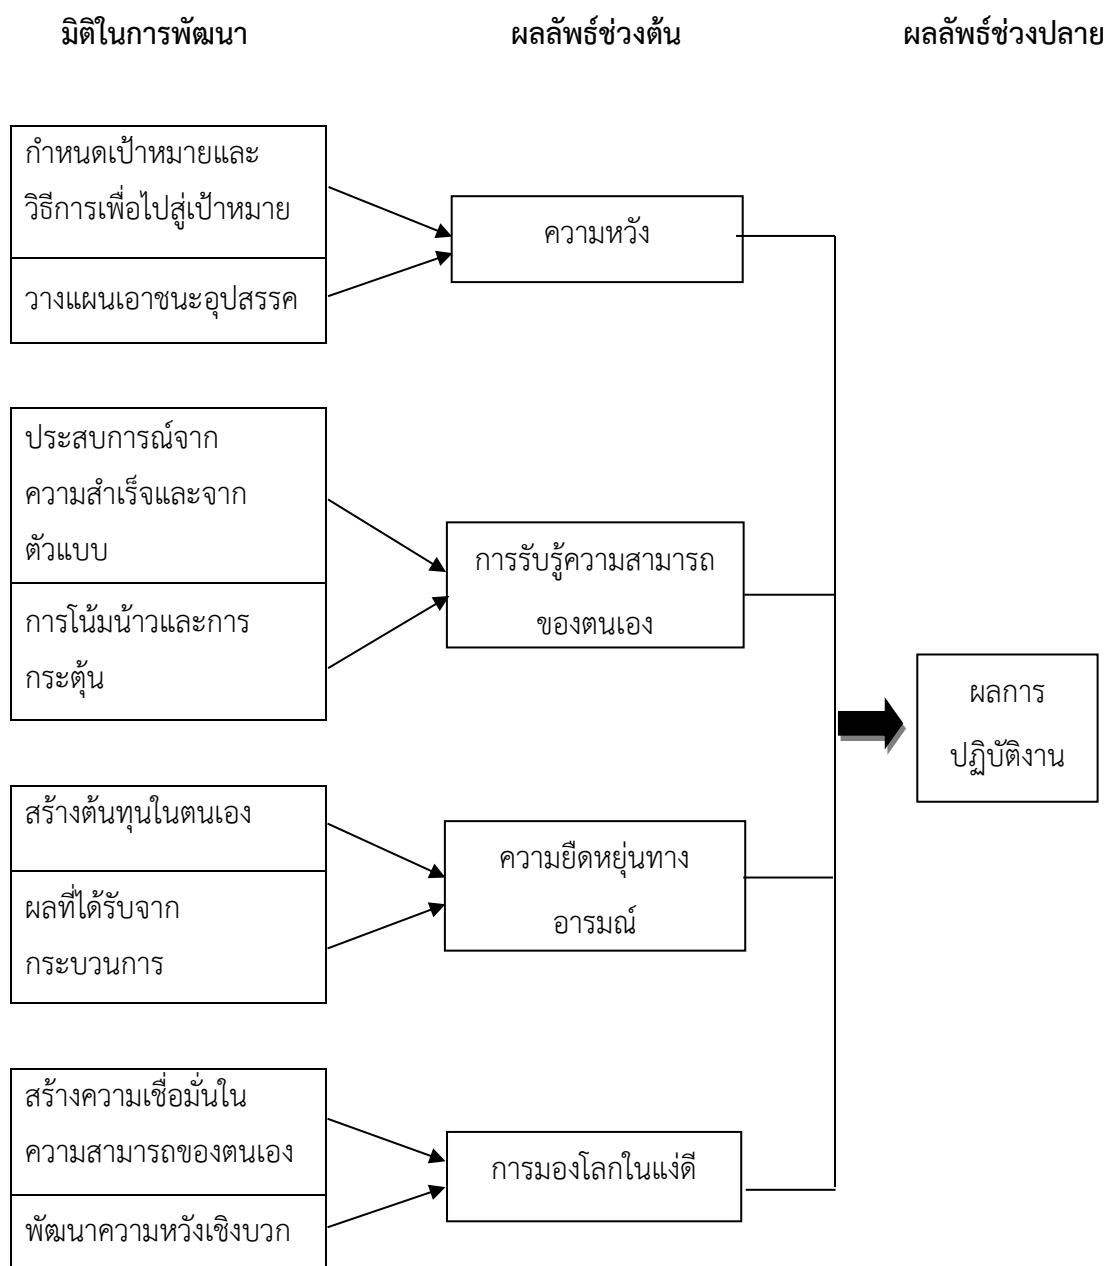 มิติในการพัฒนา
ผลลัพธ์ช่วงต้น
ผลลัพธ์ช่วงปลาย
กำหนดเป้าหมายและ
วิธีการเพื่อไปสู่เป้าหมาย
วางแผนเอาชนะอุปสรรค
ความหวัง
ประสบการณ์จาก
ความสำเร็จและจาก
ตัวแบบ
การโน้มน้าวและการ
กระตุ้น
การรับรู้ความสามารถ
ของตนเอง
สร้างต้นทุนในตนเอง
ผลที่ได้รับจาก
กระบวนการ
ความยืดหยุ่นทาง
อารมณ์
สร้างความเชื่อมั่นใน
ความสามารถของตนเอง
พัฒนาความหวังเชิงบวก
การมองโลกในแง่ดี
ผลการ
ปฏิบัติงาน